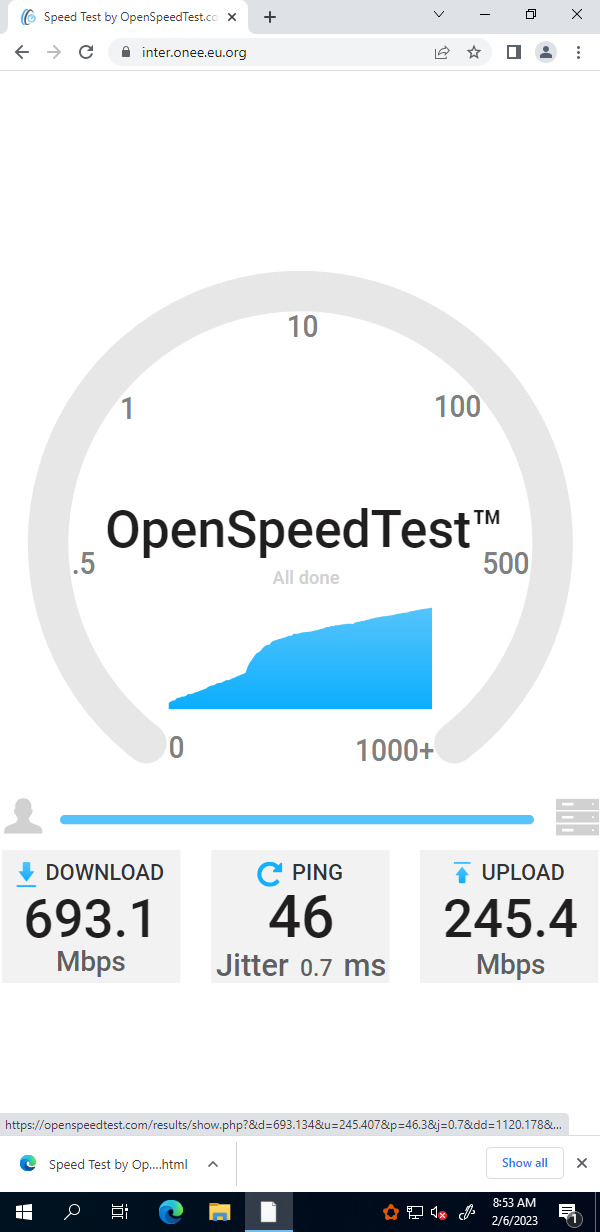 Speed Test by OpenSpeedTest.co
inter.onee.eu.org
10
1
100
OpenSpeedTest™
.5
500
All done
0
1000+
DOWNLOAD
693.1
Mbps
PING
46
Jitter 0.7 ms
UPLOAD
245.4
Mbps
https://openspeedtest.com/results/show.php?&d=693.134&u=245.407&p=46.3&j=0.7&dd=1120.178&...
Speed Test by Op....html
Show all
8:53 AM
2/6/2023
1